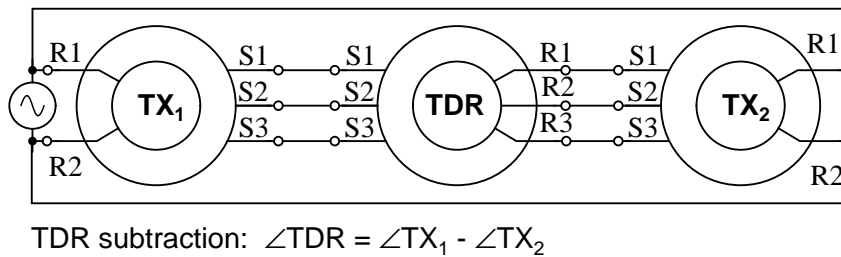 R1 S1 S1 R1 S1 R1
TX1 S2 S2 TDR R2 S2 TX2
S3 S3 R3 S3
R2 R2
TDR subtraction: ∠TDR = ∠TX1 - ∠TX2